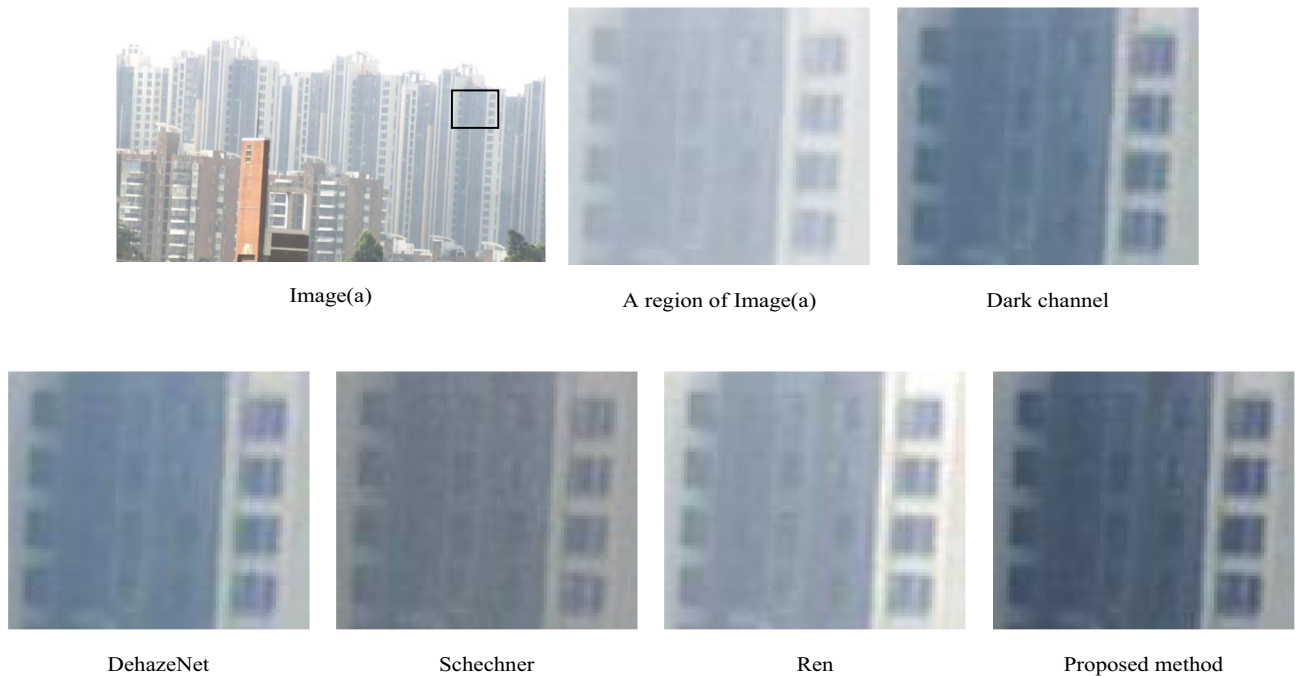 Image(a)
A region of Image(a)
Dark channel
DehazeNet
Schechner
Ren
Proposed method